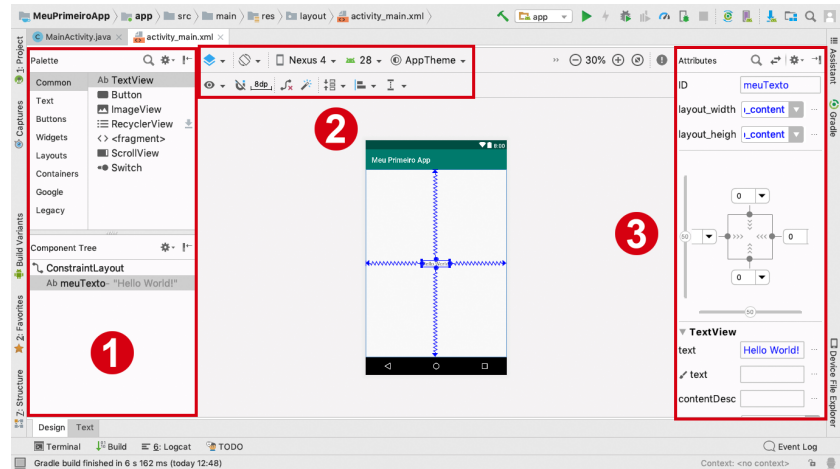 MeuPrimeiroApp app src main res layout activity_main.xml
app
MainActivity.java activity_main.xml
1: Project
Captures
Build Variants
2: Favorites
7: Structure
Palette
Common
Text
Buttons
Widgets
Layouts
Containers
Google
Legacy
Ab TextView
Button
ImageView
RecyclerView
<fragment>
ScrollView
Switch
Component Tree
ConstraintLayout
Ab meuTexto- "Hello World!"
1
Nexus 4 28 AppTheme
30%
8dp
2
8:00
Meu Primeiro App
Hello World!
3
Attributes
ID meuTexto
layout_width ı_content
layout_heigh ı_content
0
50
0
0
50
TextView
text Hello World!
text
contentDesc
Assistant
Gradle
Device File Explorer
Design Text
Terminal Build 6: Logcat TODO
Event Log
Gradle build finished in 6 s 162 ms (today 12:48)
Context: <no context>